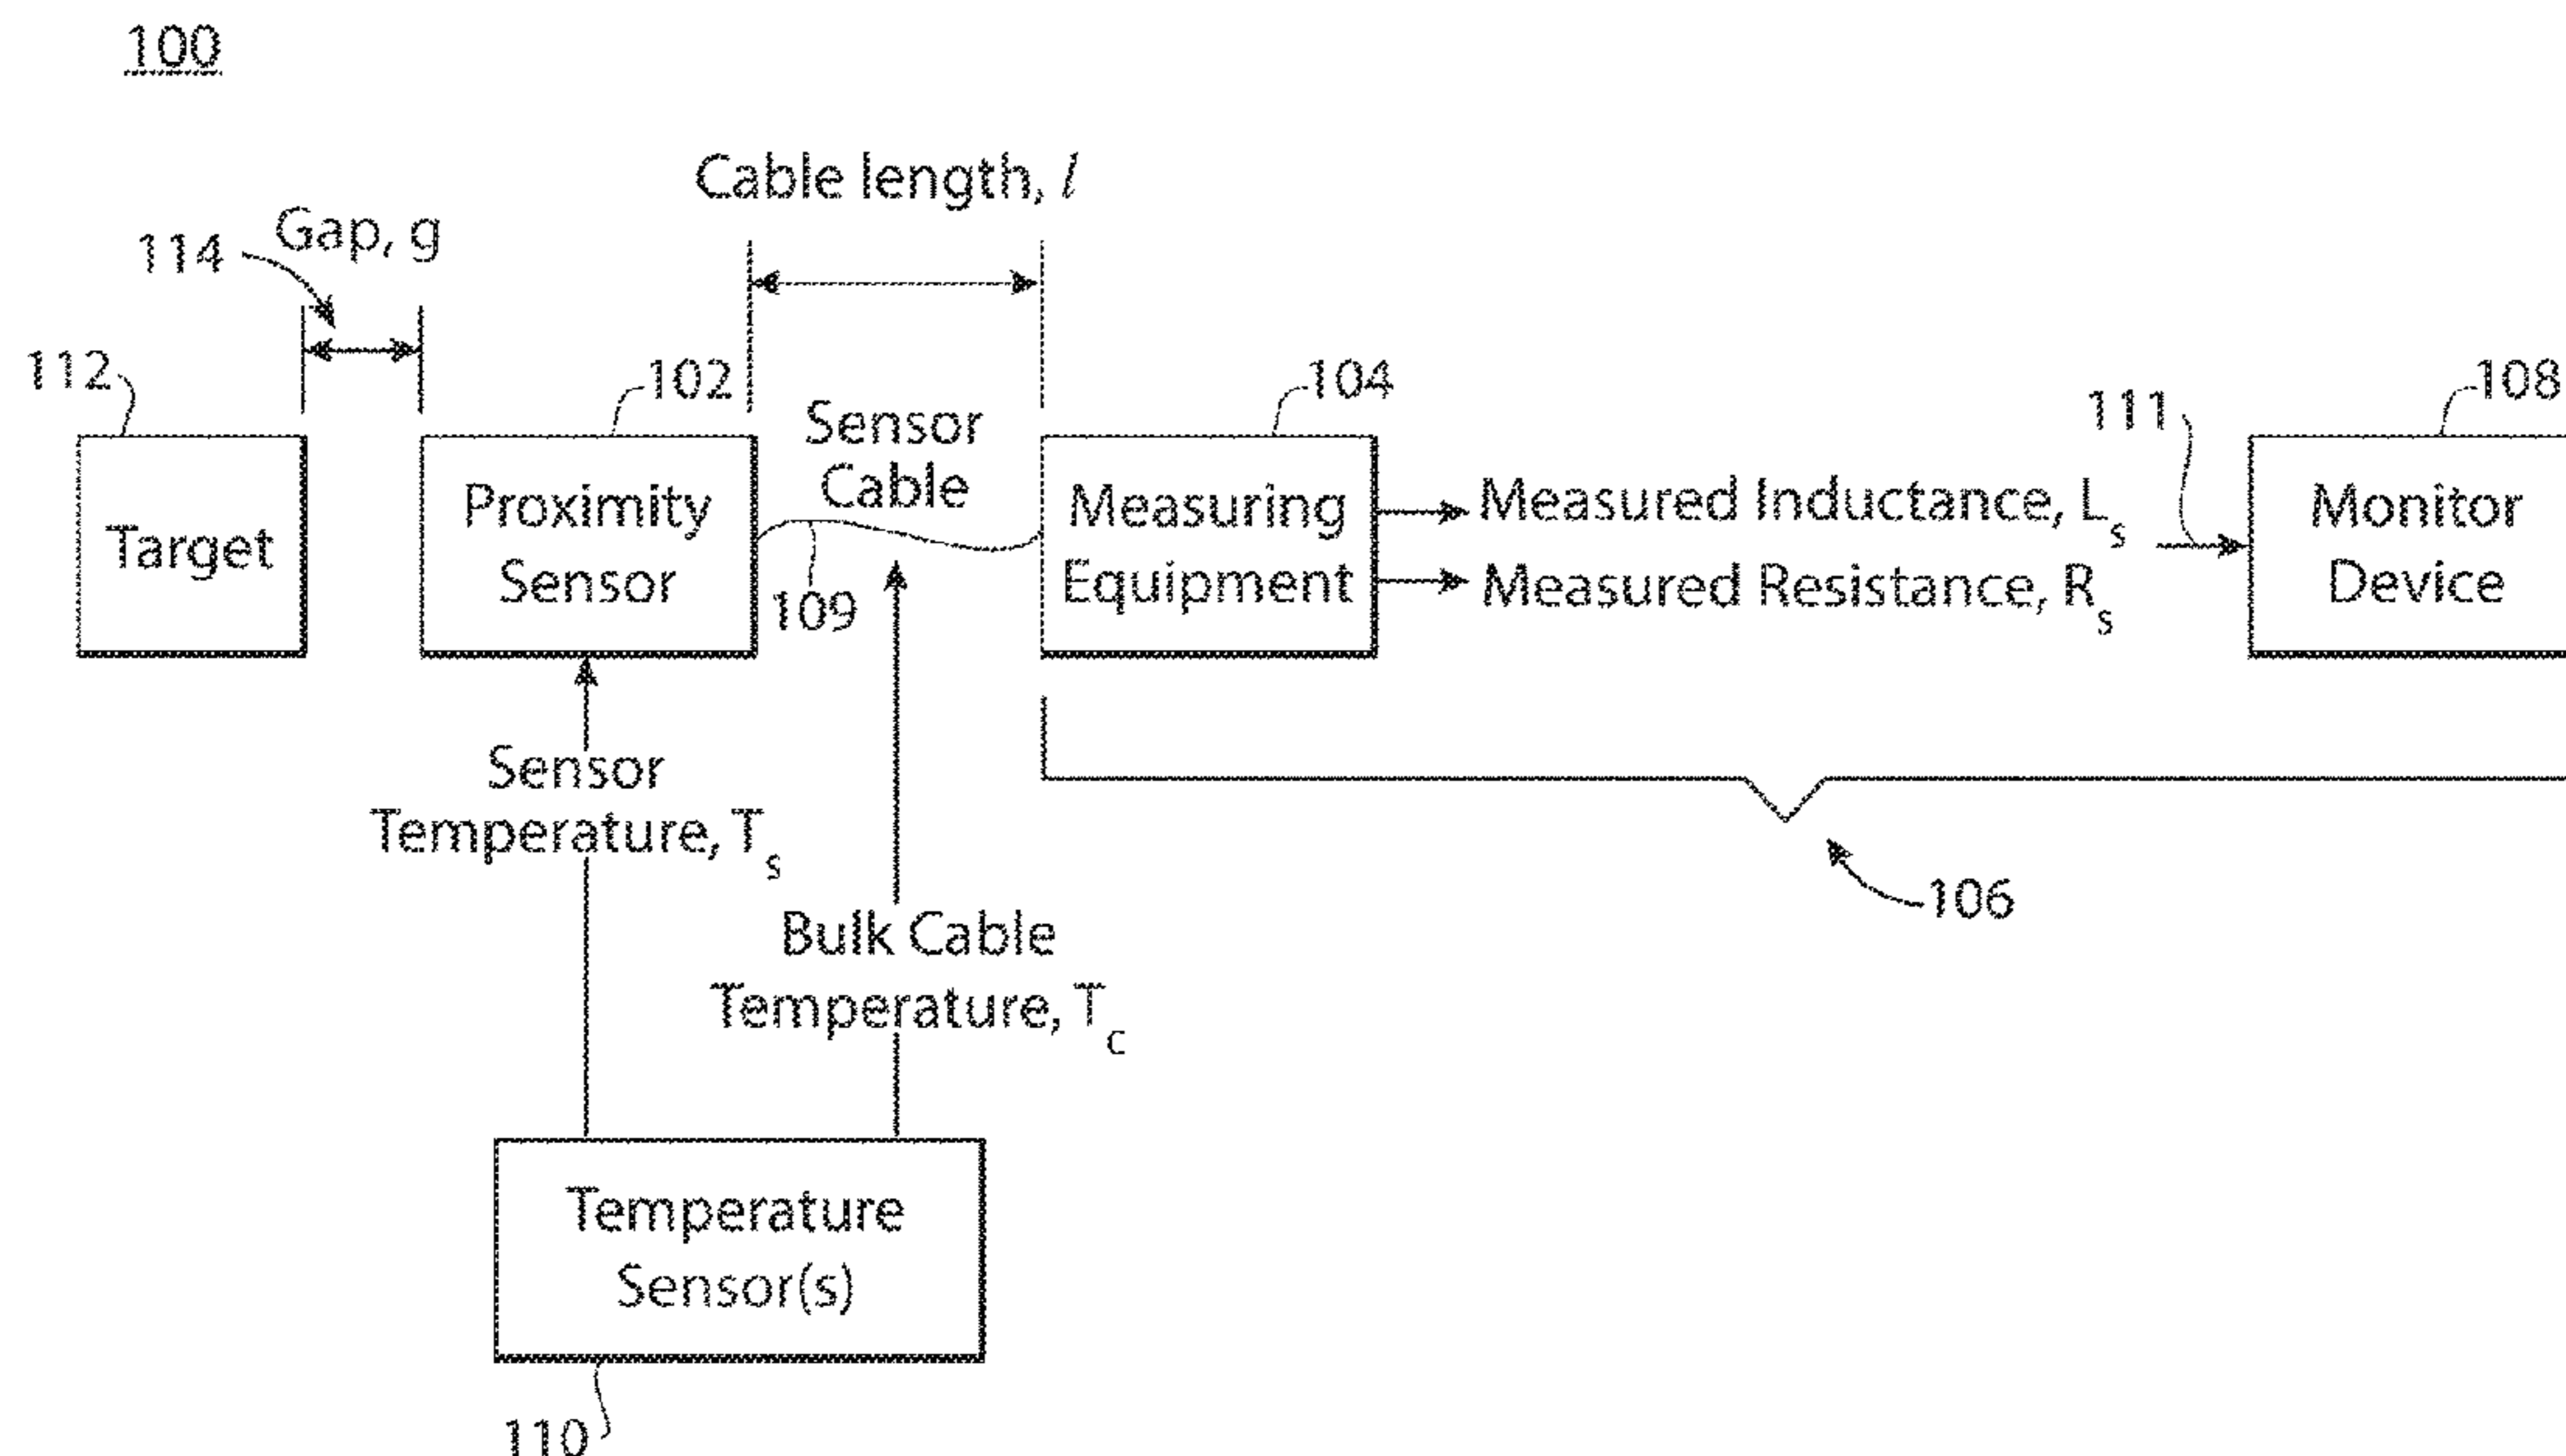 100
Cable length, l
Gap, g
114
112
102
104
108
111
Sensor
Cable
Target
Proximity
Sensor
109
Measuring
Equipment
Measured Inductance, Ls
Measured Resistance, Rs
Monitor
Device
Sensor
Temperature, Ts
106
Bulk Cable
Temperature, Tc
Temperature
Sensor(s)
110